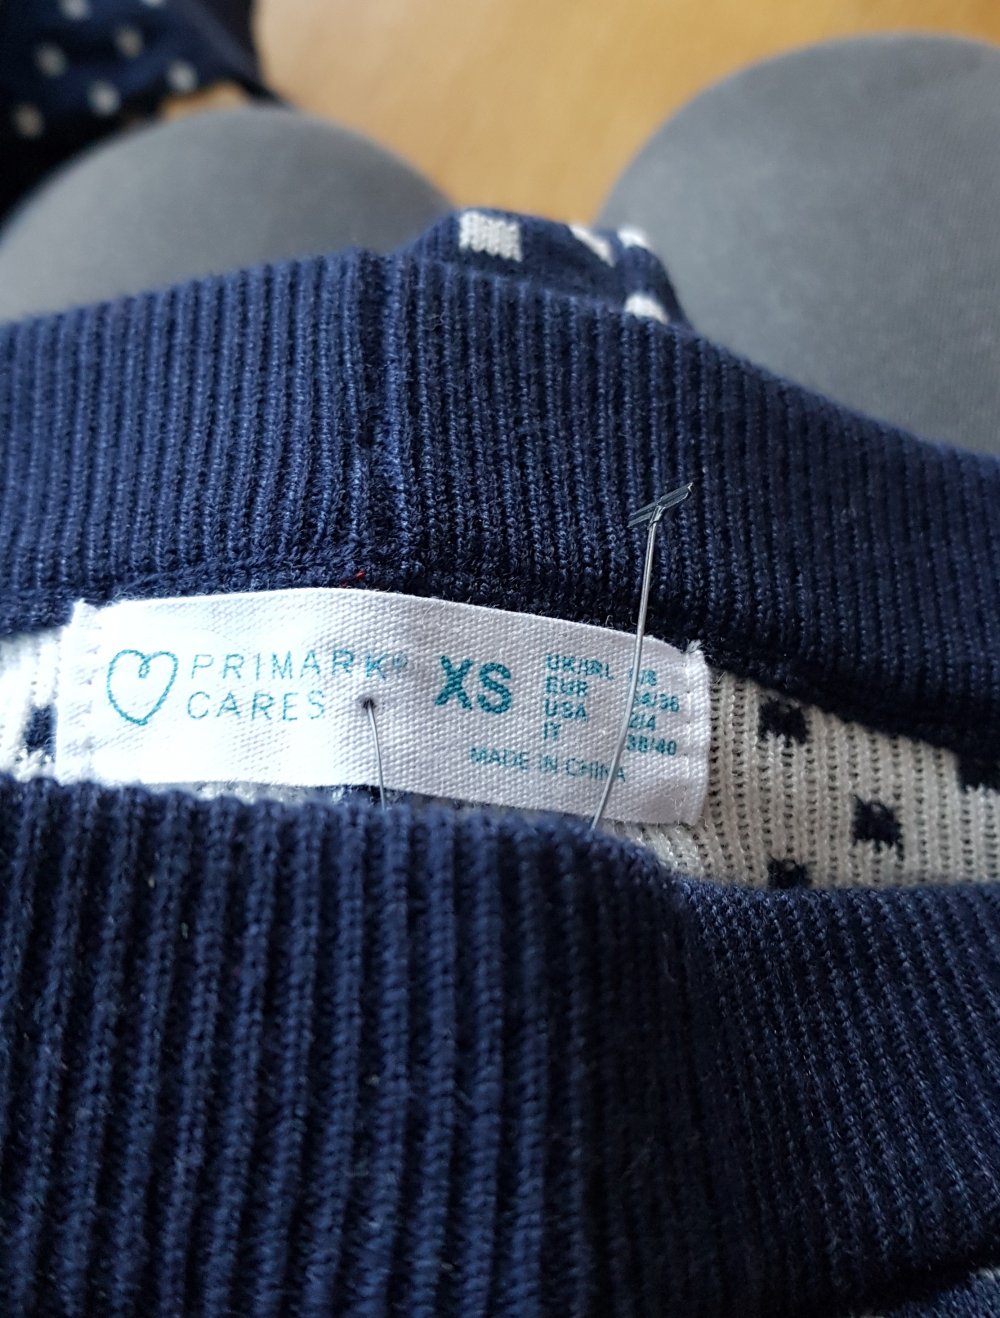 PRIMARK®
CARES
XS
UK/IRL
EUR 34/36
USA 2/4
IT 38/40
MADE IN CHINA